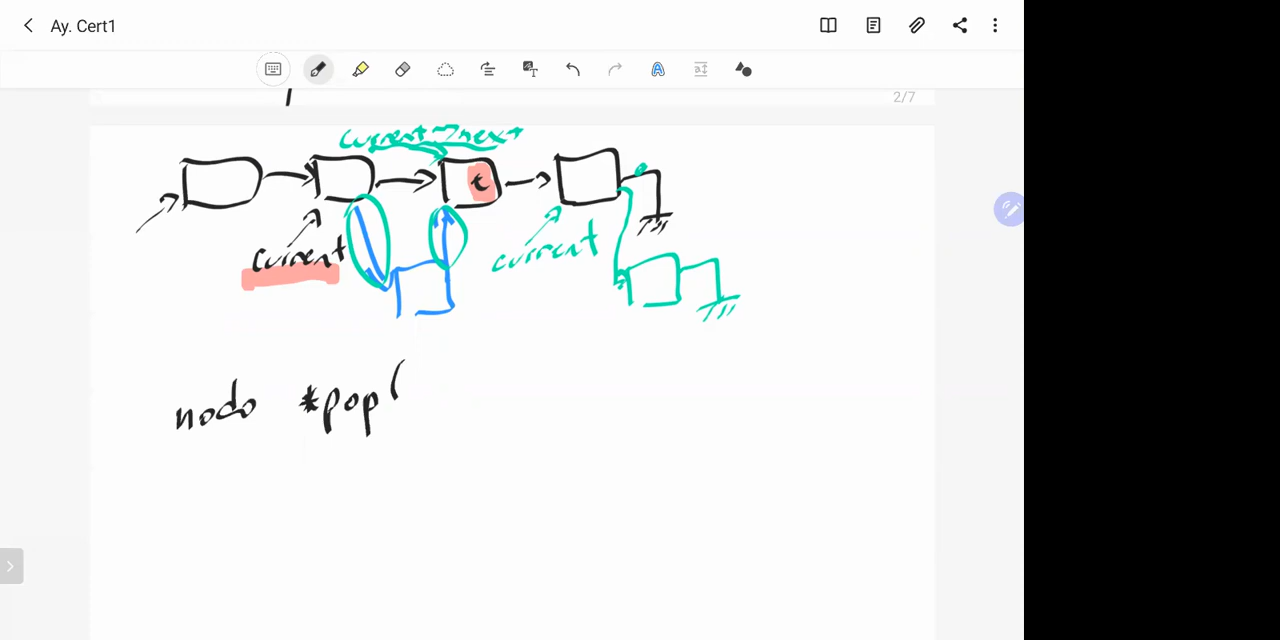 Ay. Cert1
2/7
current->next
t
current
current
nodo *pop(